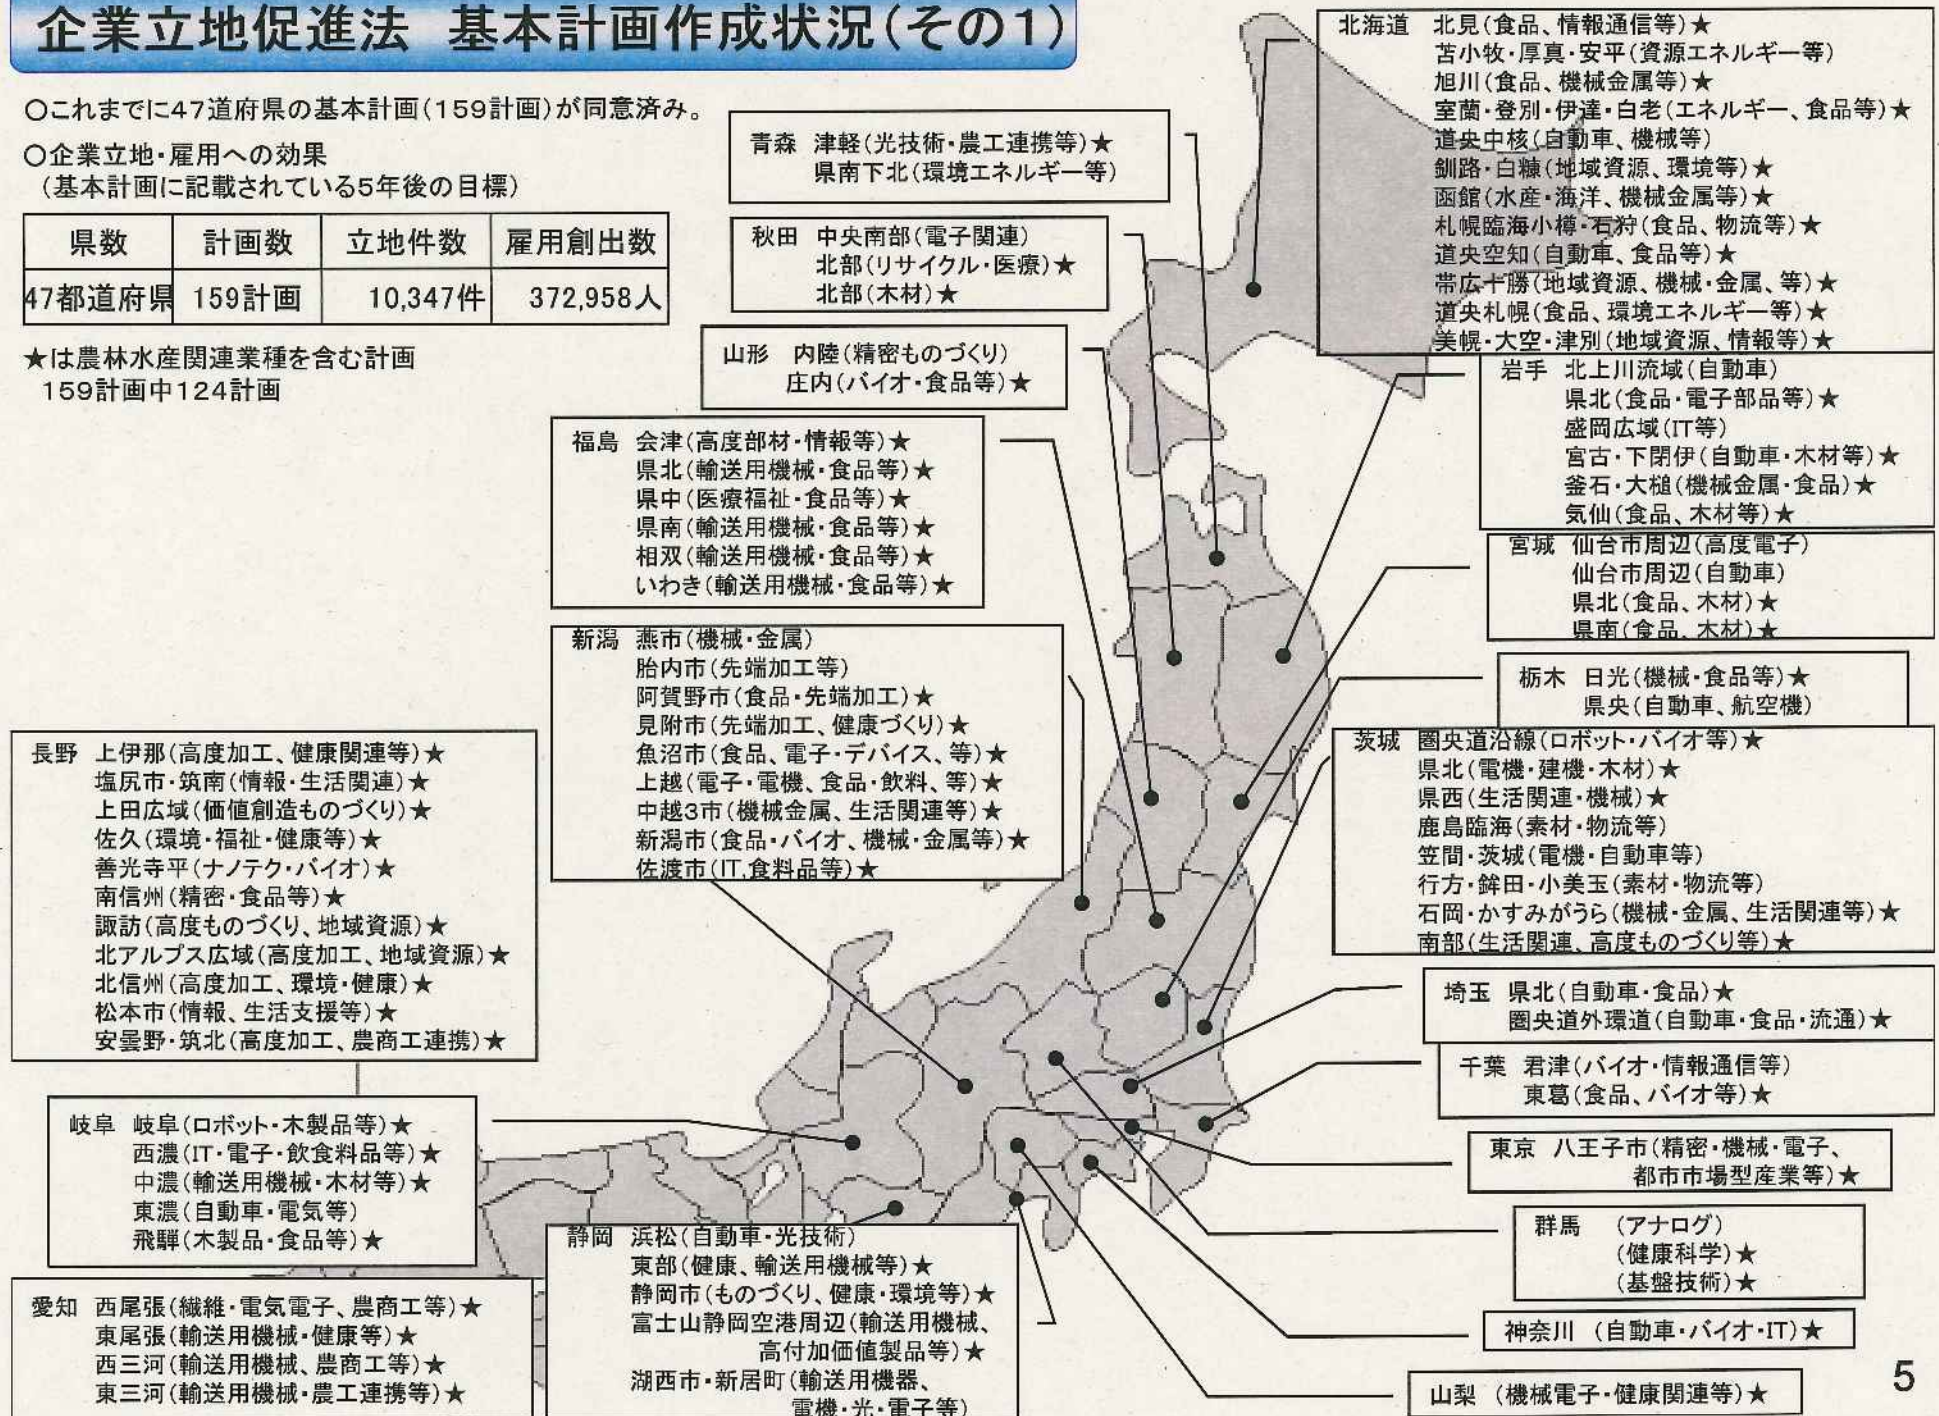 企業立地促進法 基本計画作成状況(その1)
○これまでに47道府県の基本計画(159計画)が同意済み。
○企業立地・雇用への効果
(基本計画に記載されている5年後の目標)
県数 計画数 立地件数 雇用創出数
47都道府県 159計画 10,347件 372,958人
★は農林水産関連業種を含む計画
159計画中124計画
北海道 北見(食品、情報通信等)★
苫小牧・厚真・安平(資源エネルギー等)
旭川(食品、機械金属等)★
室蘭・登別・伊達・白老(エネルギー、食品等)★
道央中核(自動車、機械等)
釧路・白糠(地域資源、環境等)★
函館(水産・海洋、機械金属等)★
札幌臨海小樽・石狩(食品、物流等)★
道央空知(自動車、食品等)★
帯広十勝(地域資源、機械・金属、等)★
道央札幌(食品、環境エネルギー等)★
美幌・大空・津別(地域資源、情報等)★
青森 津軽(光技術・農工連携等)★
県南下北(環境エネルギー等)
秋田 中央南部(電子関連)
北部(リサイクル・医療)★
北部(木材)★
山形 内陸(精密ものづくり)
庄内(バイオ・食品等)★
岩手 北上川流域(自動車)
県北(食品・電子部品等)★
盛岡広域(IT等)
宮古・下閉伊(自動車・木材等)★
釜石・大槌(機械金属・食品)★
気仙(食品、木材等)★
福島 会津(高度部材・情報等)★
県北(輸送用機械・食品等)★
県中(医療福祉・食品等)★
県南(輸送用機械・食品等)★
相双(輸送用機械・食品等)★
いわき(輸送用機械・食品等)★
宮城 仙台市周辺(高度電子)
仙台市周辺(自動車)
県北(食品、木材)★
県南(食品、木材)★
新潟 燕市(機械・金属)
胎内市(先端加工等)
阿賀野市(食品・先端加工)★
見附市(先端加工、健康づくり)★
魚沼市(食品、電子・デバイス、等)★
上越(電子・電機、食品・飲料、等)★
中越3市(機械金属、生活関連等)★
新潟市(食品・バイオ、機械・金属等)★
佐渡市(IT,食料品等)★
栃木 日光(機械・食品等)★
県央(自動車、航空機)
茨城 圏央道沿線(ロボット・バイオ等)★
県北(電機・建機・木材)★
県西(生活関連・機械)★
鹿島臨海(素材・物流等)
笠間・茨城(電機・自動車等)
行方・鉾田・小美玉(素材・物流等)
石岡・かすみがうら(機械・金属、生活関連等)★
南部(生活関連、高度ものづくり等)★
長野 上伊那(高度加工、健康関連等)★
塩尻市・筑南(情報・生活関連)★
上田広域(価値創造ものづくり)★
佐久(環境・福祉・健康等)★
善光寺平(ナノテク・バイオ)★
南信州(精密・食品等)★
諏訪(高度ものづくり、地域資源)★
北アルプス広域(高度加工、地域資源)★
北信州(高度加工、環境・健康)★
松本市(情報、生活支援等)★
安曇野・筑北(高度加工、農商工連携)★
埼玉 県北(自動車・食品)★
圏央道外環道(自動車・食品・流通)★
千葉 君津(バイオ・情報通信等)
東葛(食品、バイオ等)★
岐阜 岐阜(ロボット・木製品等)★
西濃(IT・電子・飲食料品等)★
中濃(輸送用機械・木材等)★
東濃(自動車・電気等)
飛騨(木製品・食品等)★
東京 八王子市(精密・機械・電子、
都市市場型産業等)★
群馬 (アナログ)
(健康科学)★
(基盤技術)★
静岡 浜松(自動車・光技術)
東部(健康、輸送用機械等)★
静岡市(ものづくり、健康・環境等)★
富士山静岡空港周辺(輸送用機械、
高付加価値製品等)★
湖西市・新居町(輸送用機器、
電機・光・電子等)
愛知 西尾張(繊維・電気電子、農商工等)★
東尾張(輸送用機械・健康等)★
西三河(輸送用機械、農商工等)★
東三河(輸送用機械・農工連携等)★
神奈川 (自動車・バイオ・IT)★
山梨 (機械電子・健康関連等)★
5